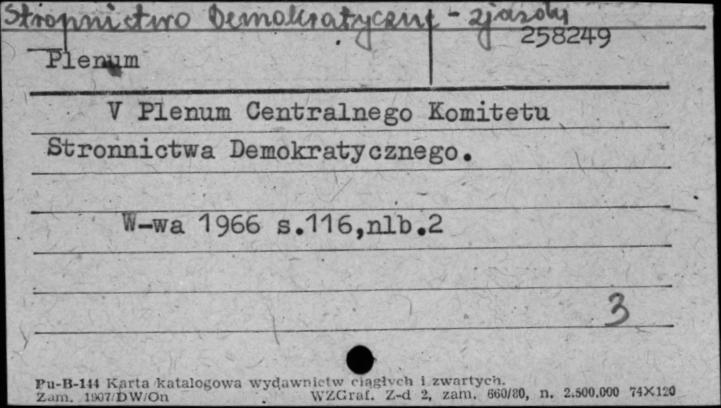 Stronnictwo Demokratyczne - zjazdy
258249
Plenum
V Plenum Centralnego Komitetu
Stronnictwa Demokratycznego.
W-wa 1966 s.116,nlb.2
3
Pu-B-144 Karta katalogowa wydawnictw ciągłych i zwartych.
Zam. 1907/DW/On WZGraf. Z-d 2, zam. 660/80, n. 2.500.000 74×120